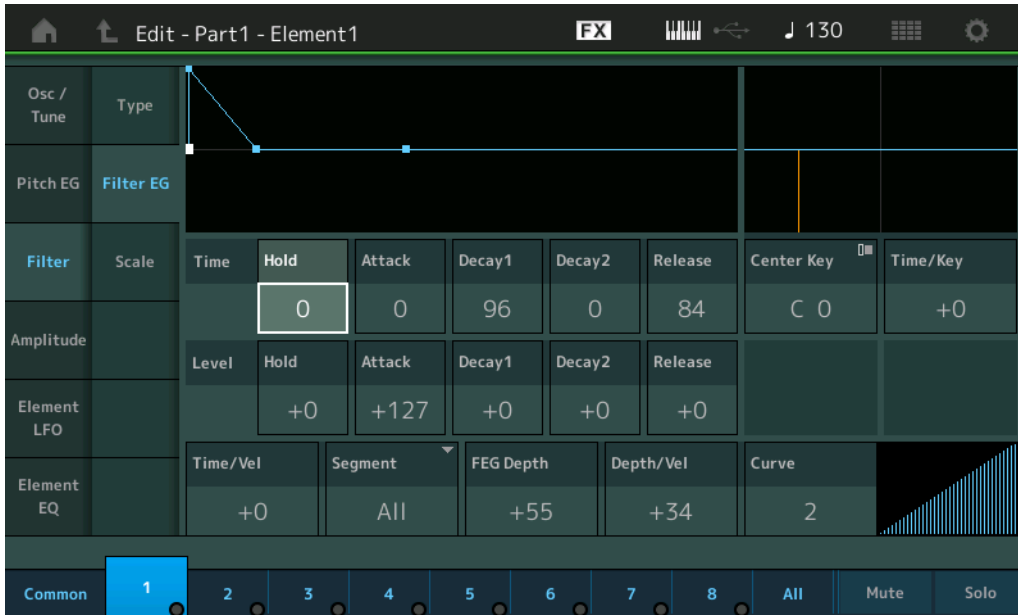 Edit - Part1 - Element1
FX
♩ 130
Osc /
Tune
Type
Pitch EG
Filter EG
Filter
Scale
Amplitude
Element
LFO
Element
EQ
Time
Hold
Attack
Decay1
Decay2
Release
Center Key
Time/Key
0
0
96
0
84
C 0
+0
Level
Hold
Attack
Decay1
Decay2
Release
+0
+127
+0
+0
+0
Time/Vel
Segment
FEG Depth
Depth/Vel
Curve
+0
All
+55
+34
2
Common
1
2
3
4
5
6
7
8
All
Mute
Solo